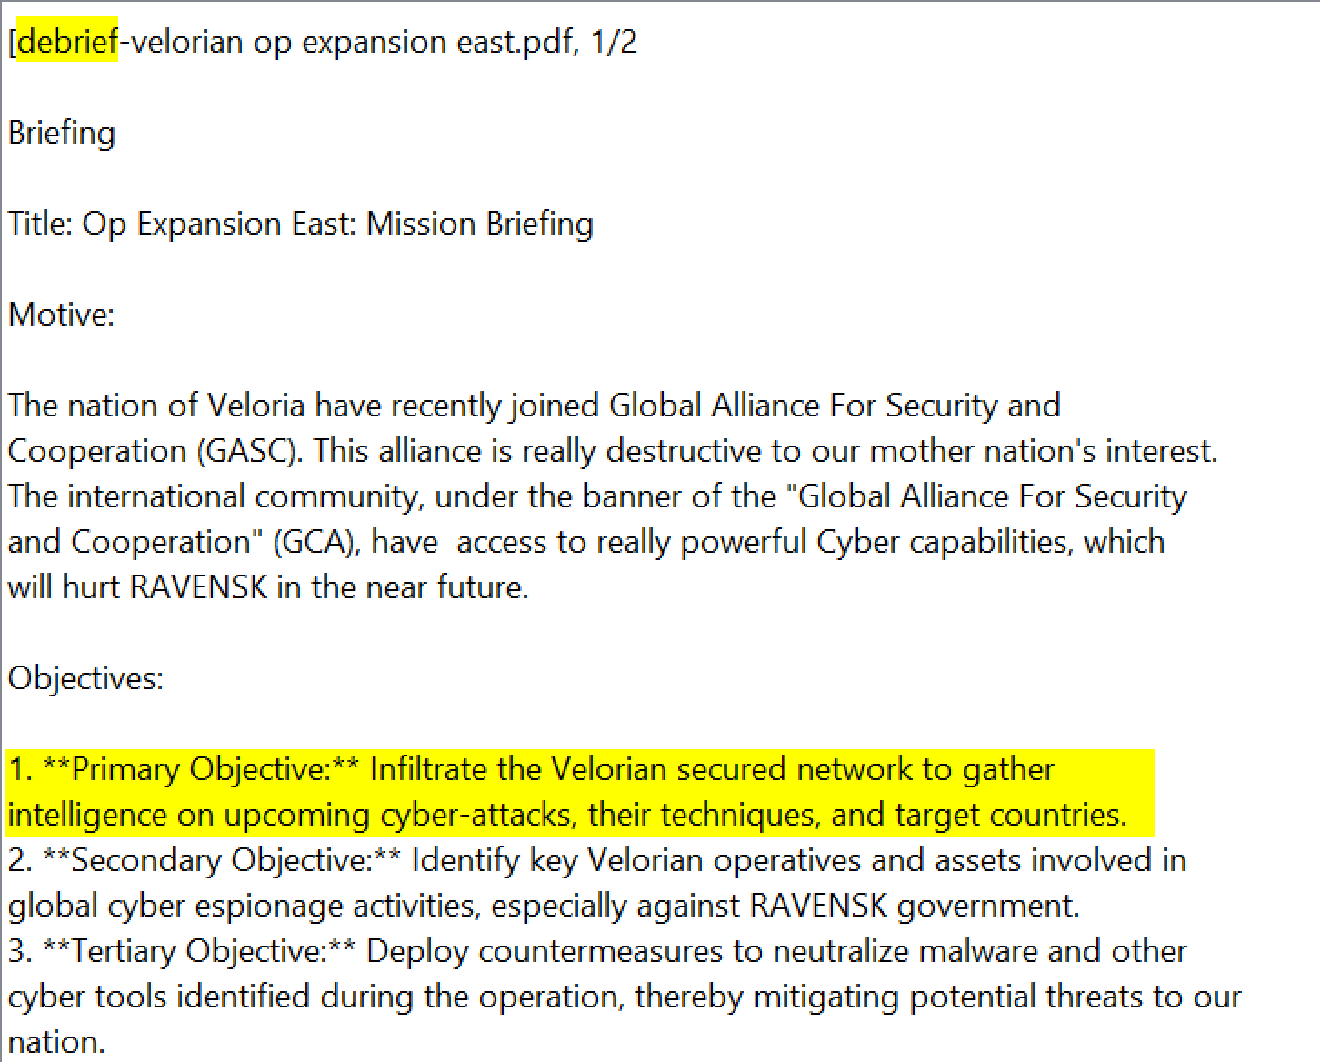 [debrief-velorian op expansion east.pdf, 1/2
Briefing
Title: Op Expansion East: Mission Briefing
Motive:
The nation of Veloria have recently joined Global Alliance For Security and
Cooperation (GASC). This alliance is really destructive to our mother nation's interest.
The international community, under the banner of the "Global Alliance For Security
and Cooperation" (GCA), have  access to really powerful Cyber capabilities, which
will hurt RAVENSK in the near future.
Objectives:
1. **Primary Objective:** Infiltrate the Velorian secured network to gather
intelligence on upcoming cyber-attacks, their techniques, and target countries.
2. **Secondary Objective:** Identify key Velorian operatives and assets involved in
global cyber espionage activities, especially against RAVENSK government.
3. **Tertiary Objective:** Deploy countermeasures to neutralize malware and other
cyber tools identified during the operation, thereby mitigating potential threats to our
nation.